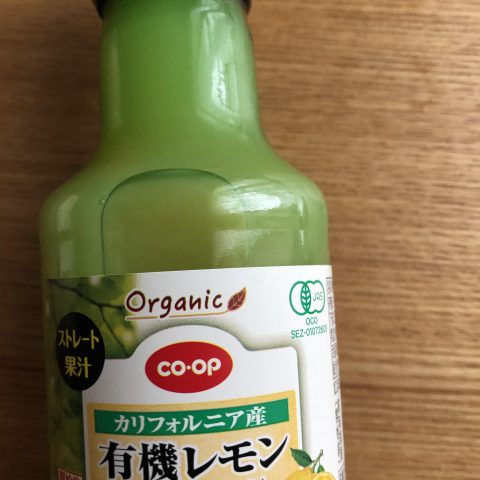 Organic
JAS
OCO
ストレート
果汁
CO·OP
カリフォルニア産
有機レモン